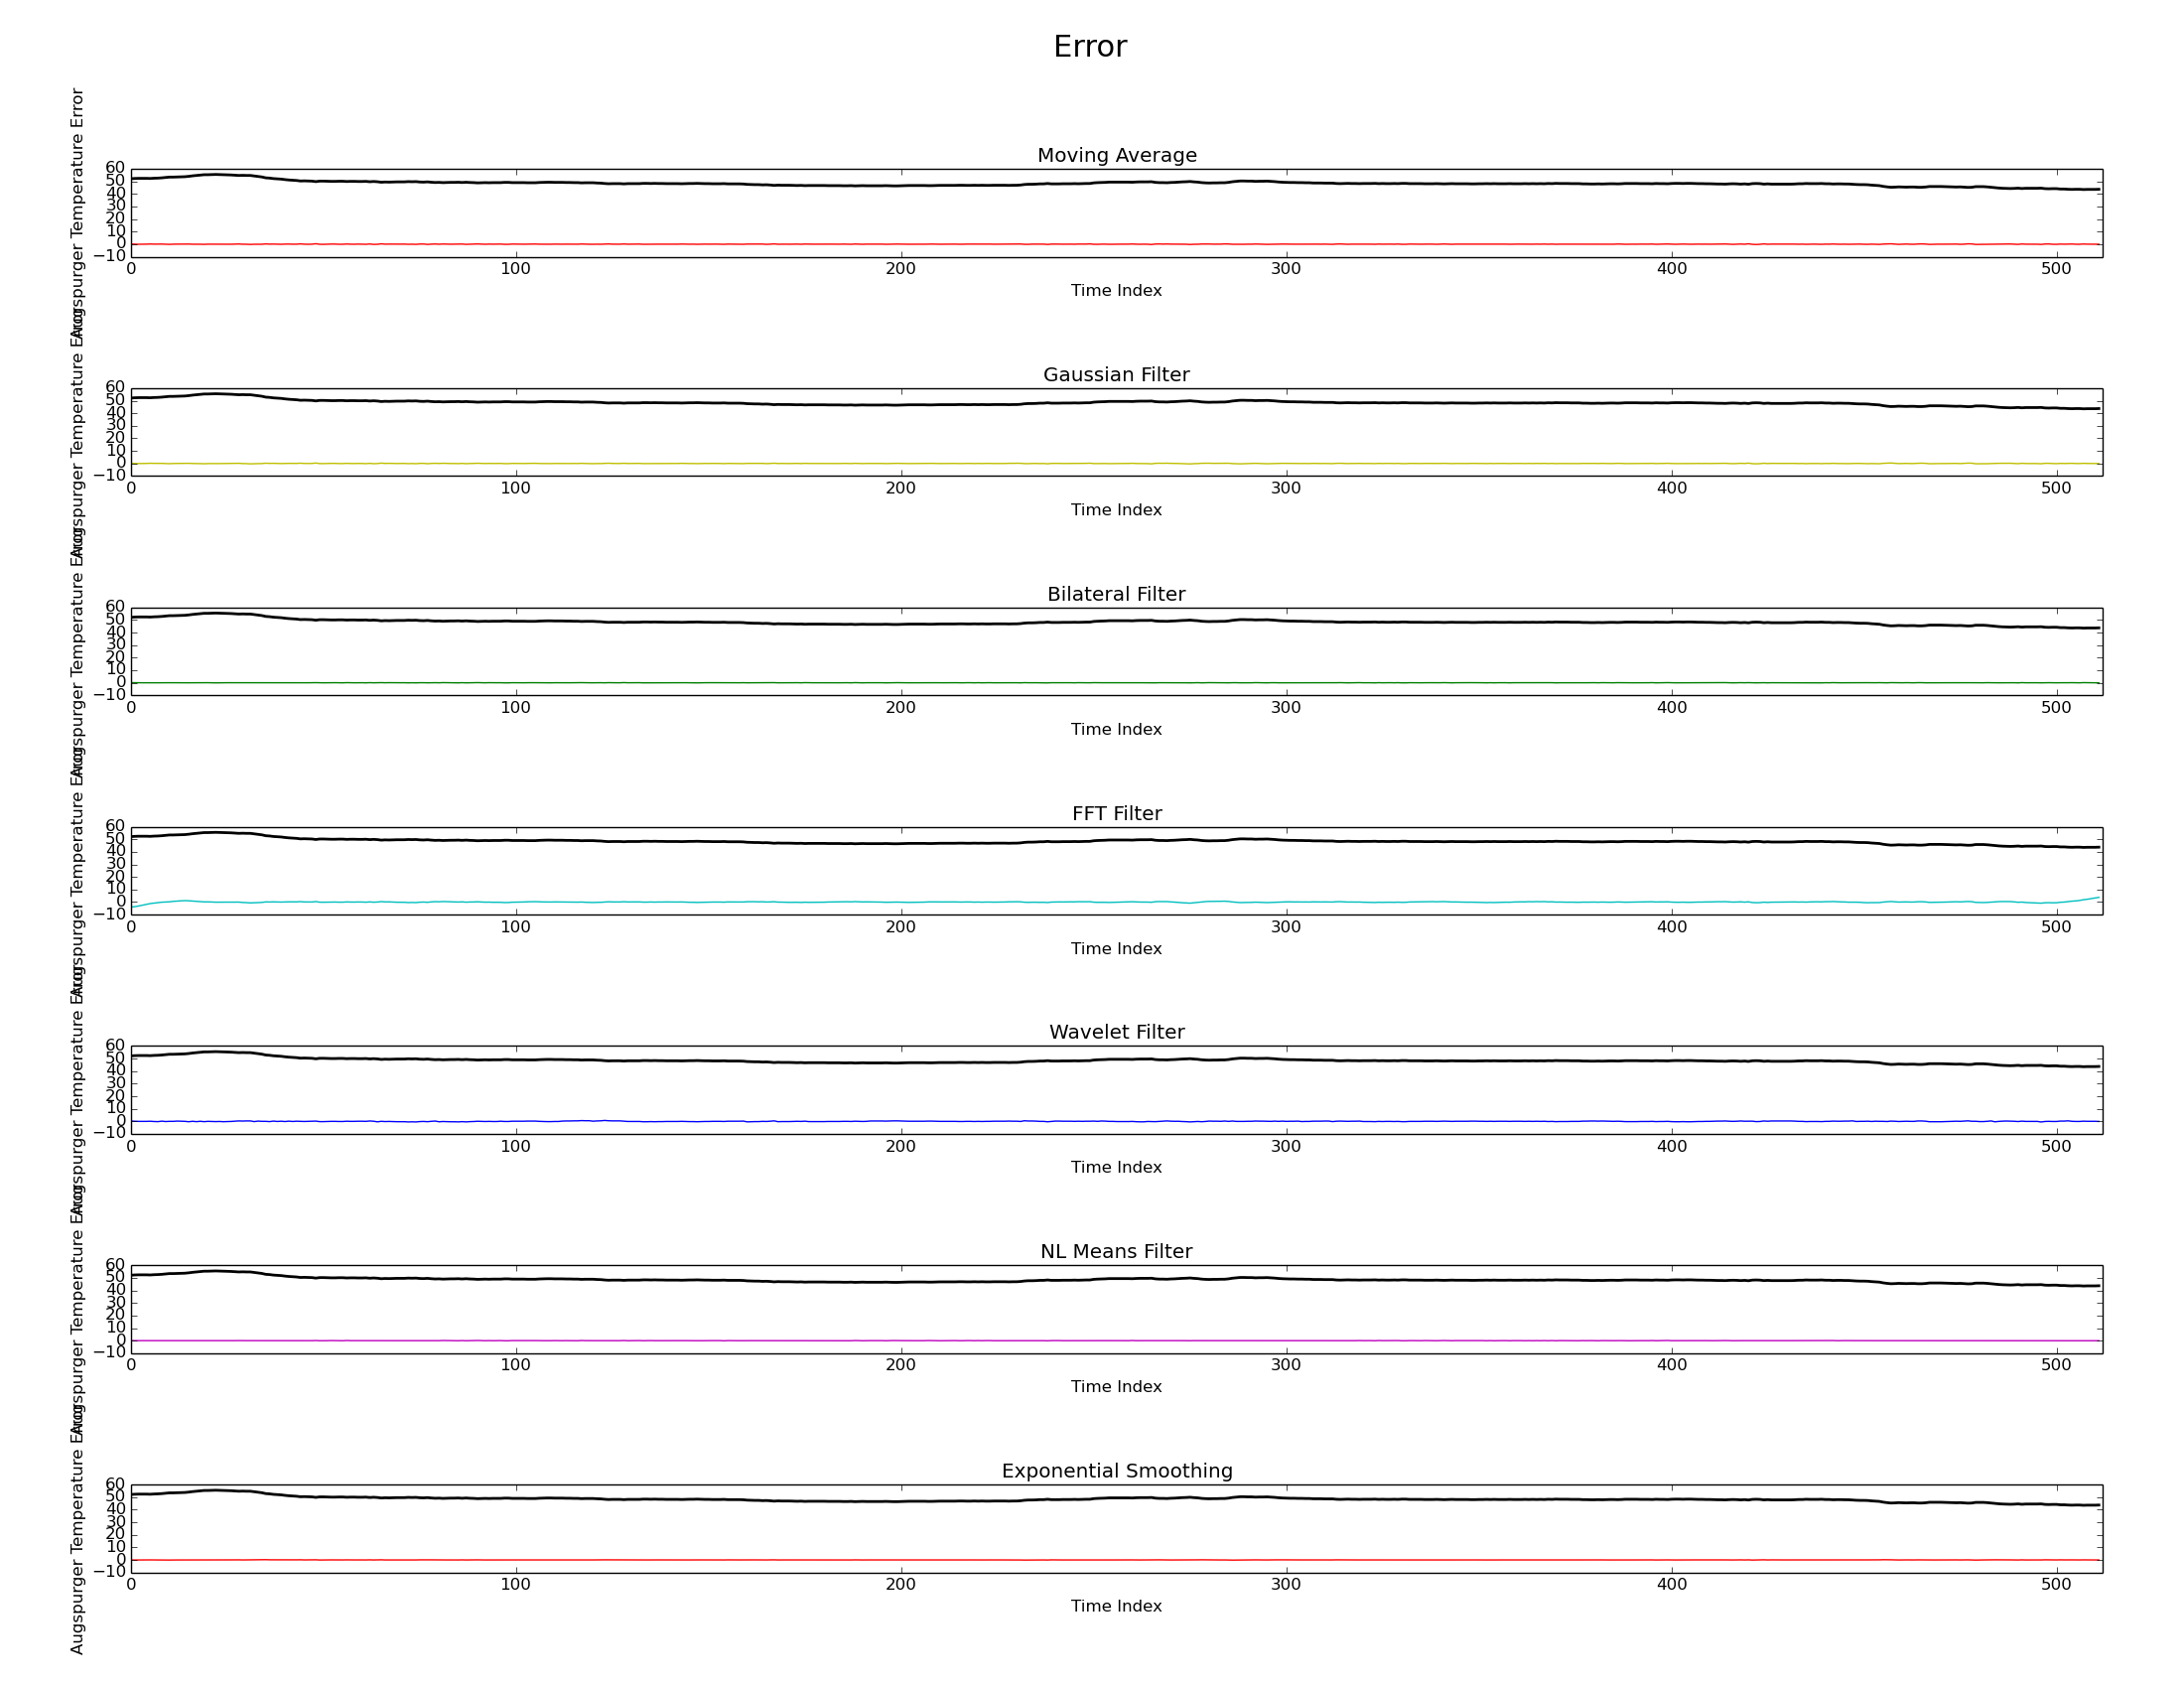 Error
Moving Average
Augspurger Temperature Error
60
50
40
30
20
10
0
−10
0 100 200 300 400 500
Time Index
Gaussian Filter
Augspurger Temperature Error
60
50
40
30
20
10
0
−10
0 100 200 300 400 500
Time Index
Bilateral Filter
Augspurger Temperature Error
60
50
40
30
20
10
0
−10
0 100 200 300 400 500
Time Index
FFT Filter
Augspurger Temperature Error
60
50
40
30
20
10
0
−10
0 100 200 300 400 500
Time Index
Wavelet Filter
Augspurger Temperature Error
60
50
40
30
20
10
0
−10
0 100 200 300 400 500
Time Index
NL Means Filter
Augspurger Temperature Error
60
50
40
30
20
10
0
−10
0 100 200 300 400 500
Time Index
Exponential Smoothing
Augspurger Temperature Error
60
50
40
30
20
10
0
−10
0 100 200 300 400 500
Time Index